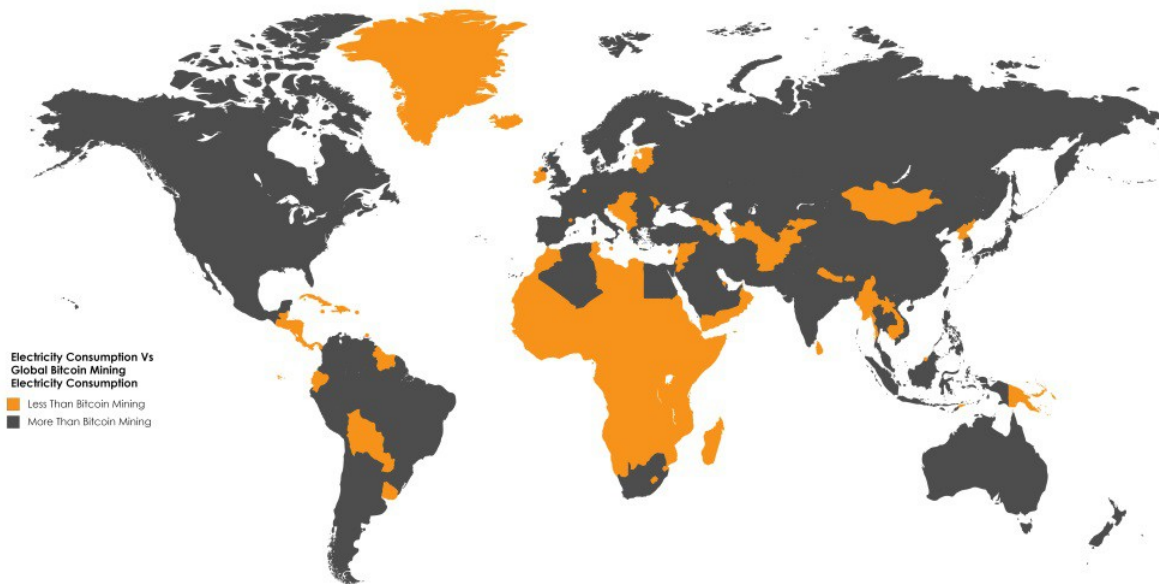 Electricity Consumption Vs
Global Bitcoin Mining
Electricity Consumption
Less Than Bitcoin Mining
More Than Bitcoin Mining